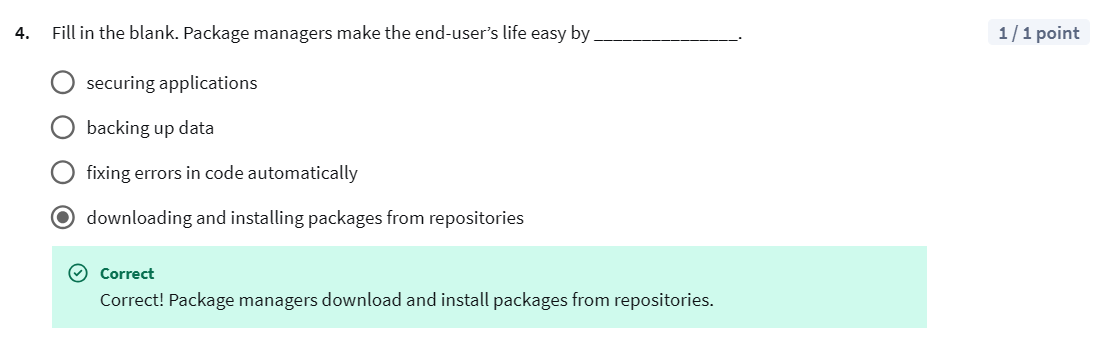 4. Fill in the blank. Package managers make the end-user’s life easy by _______________. 1 / 1 point
securing applications
backing up data
fixing errors in code automatically
downloading and installing packages from repositories
Correct
Correct! Package managers download and install packages from repositories.